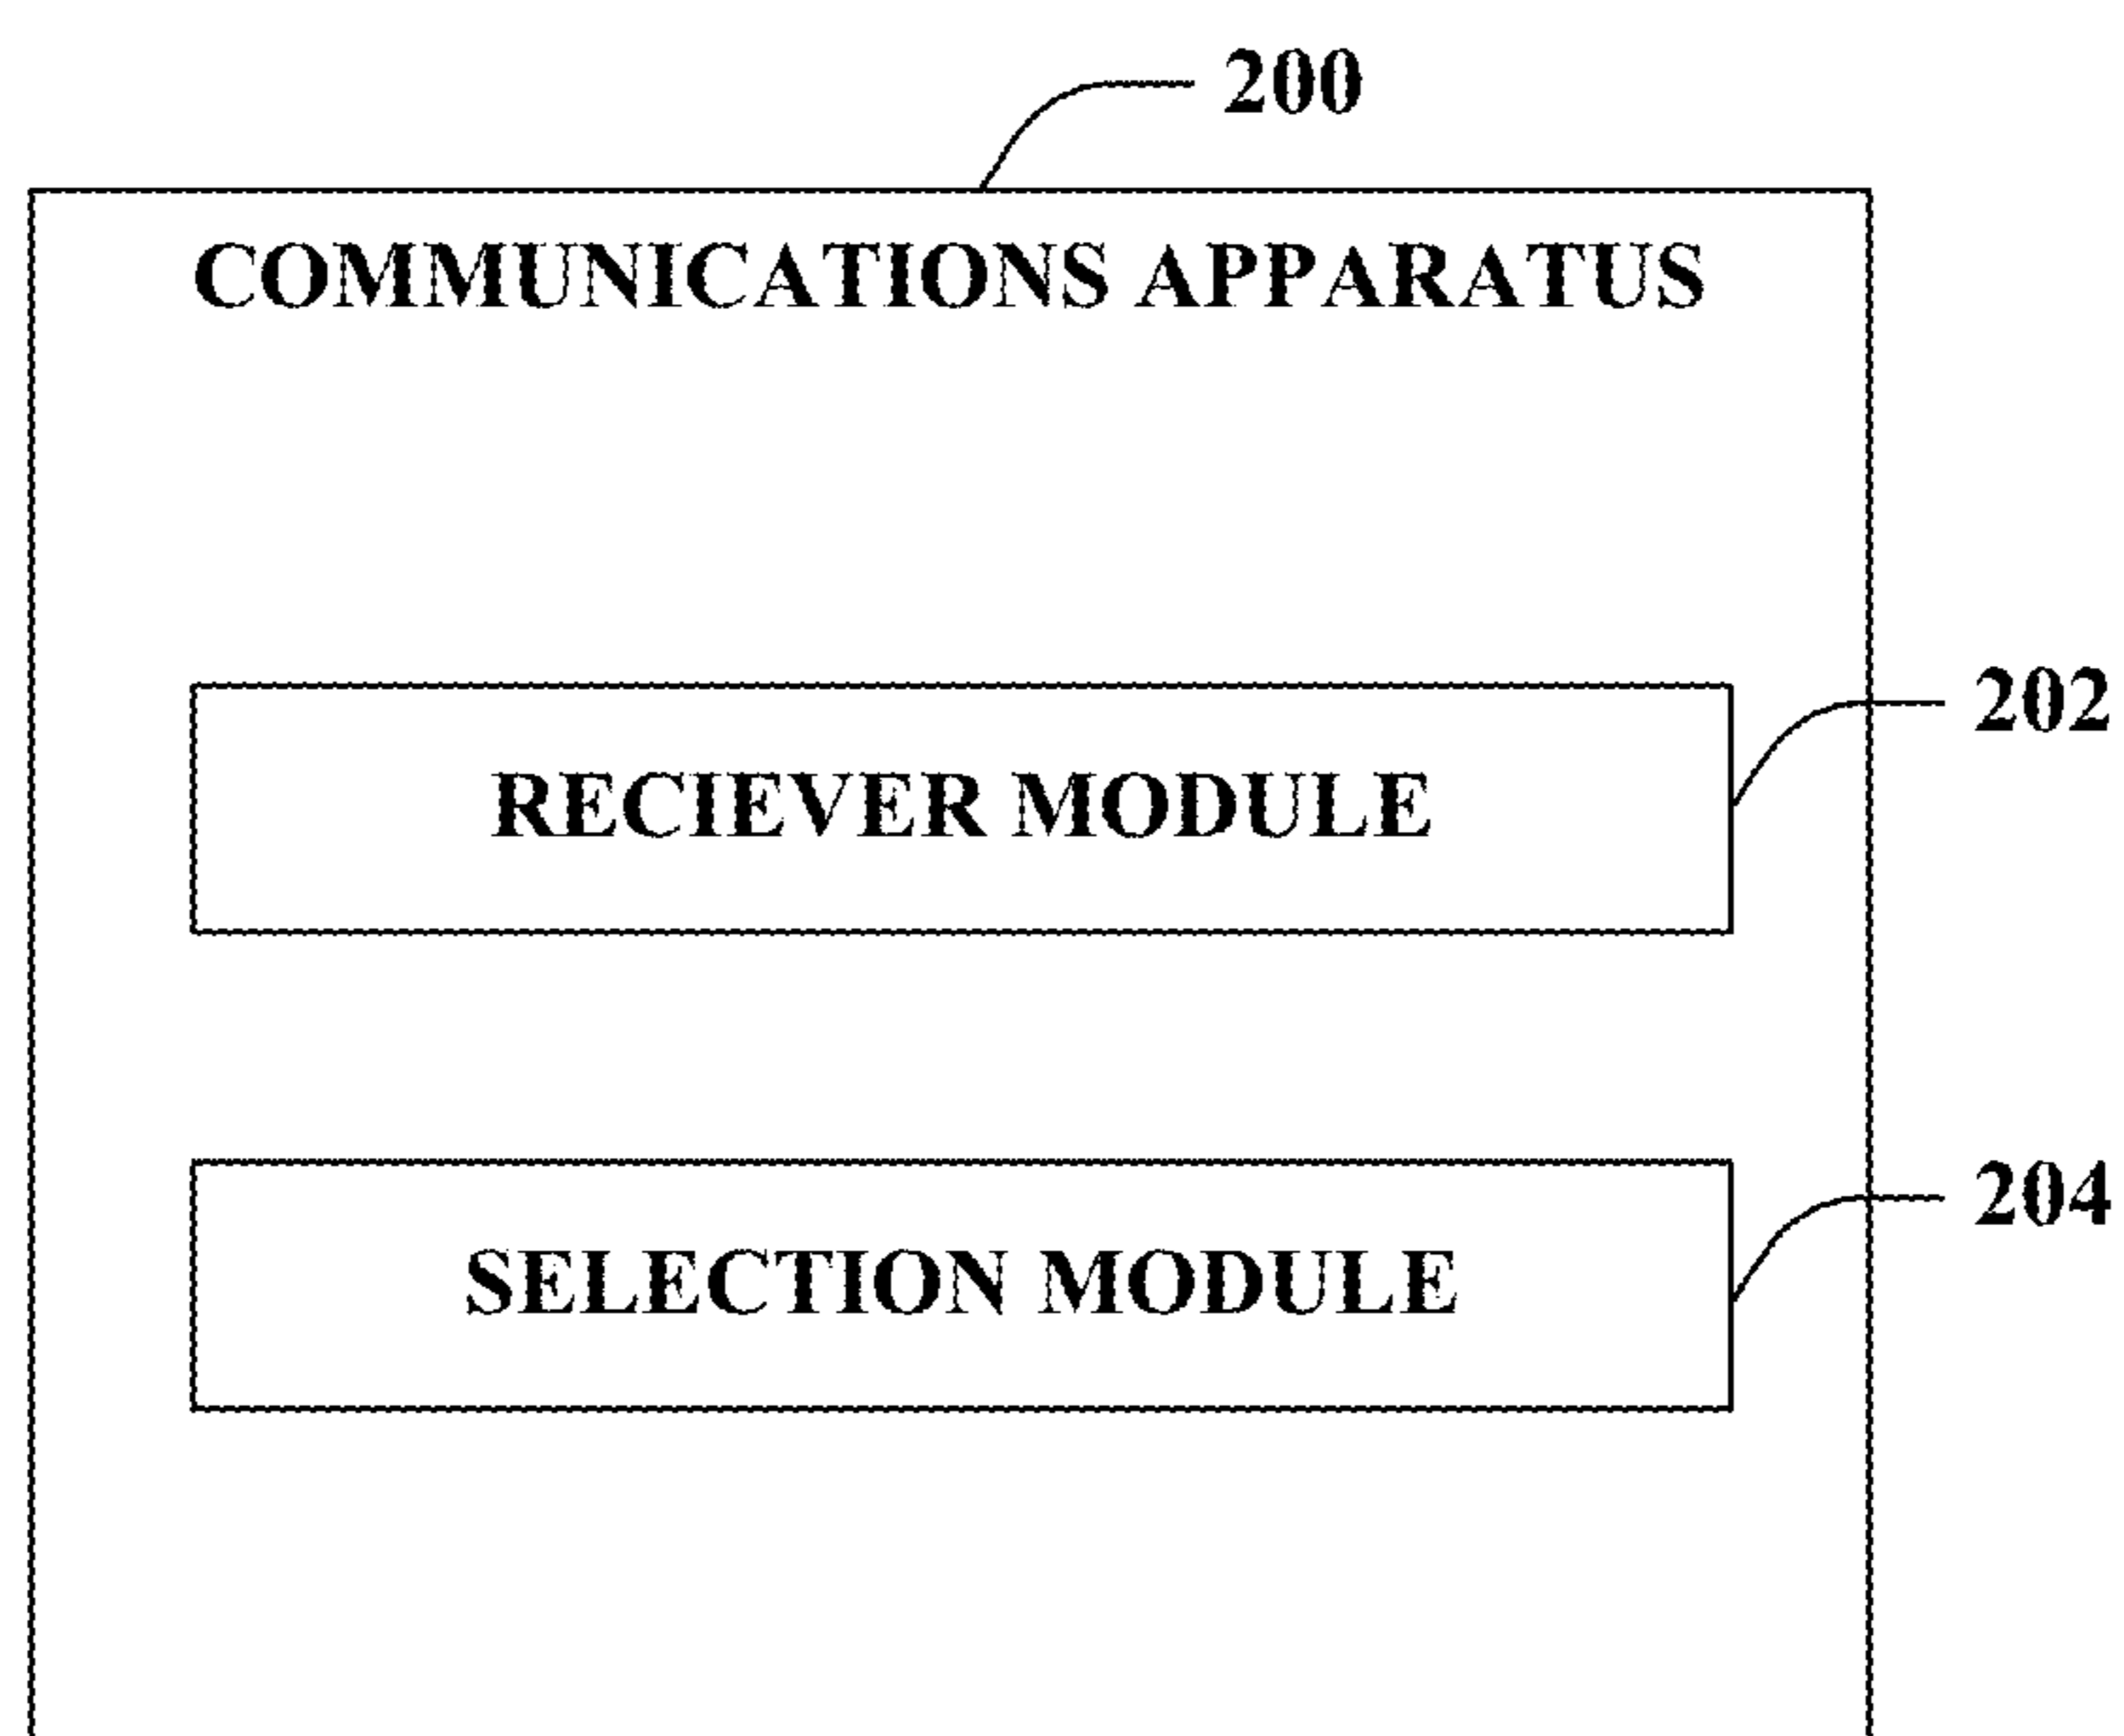 200
COMMUNICATIONS APPARATUS
202
RECIEVER MODULE
204
SELECTION MODULE